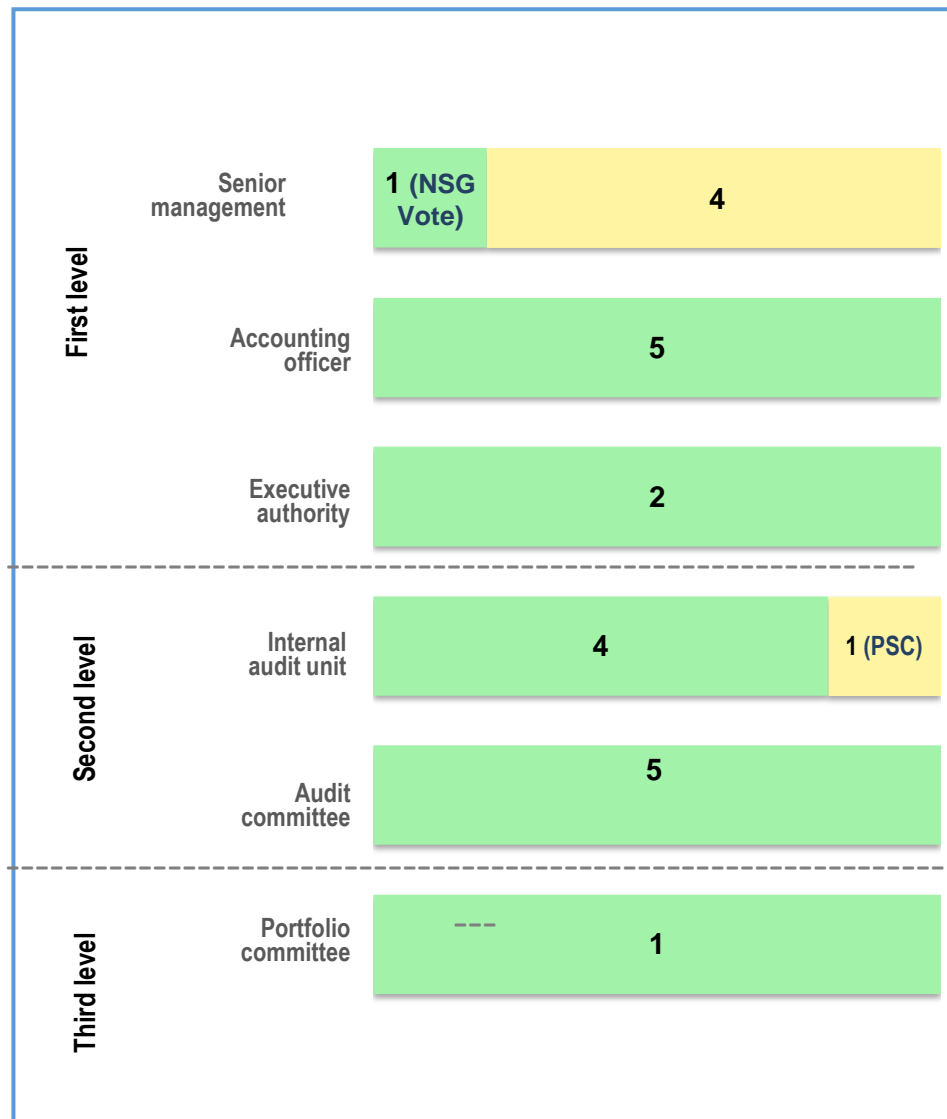 First level
Senior
management
1 (NSG
Vote)
4
Accounting
officer
5
Executive
authority
2
Second level
Internal
audit unit
4
1 (PSC)
Audit
committee
5
Third level
Portfolio
committee
1